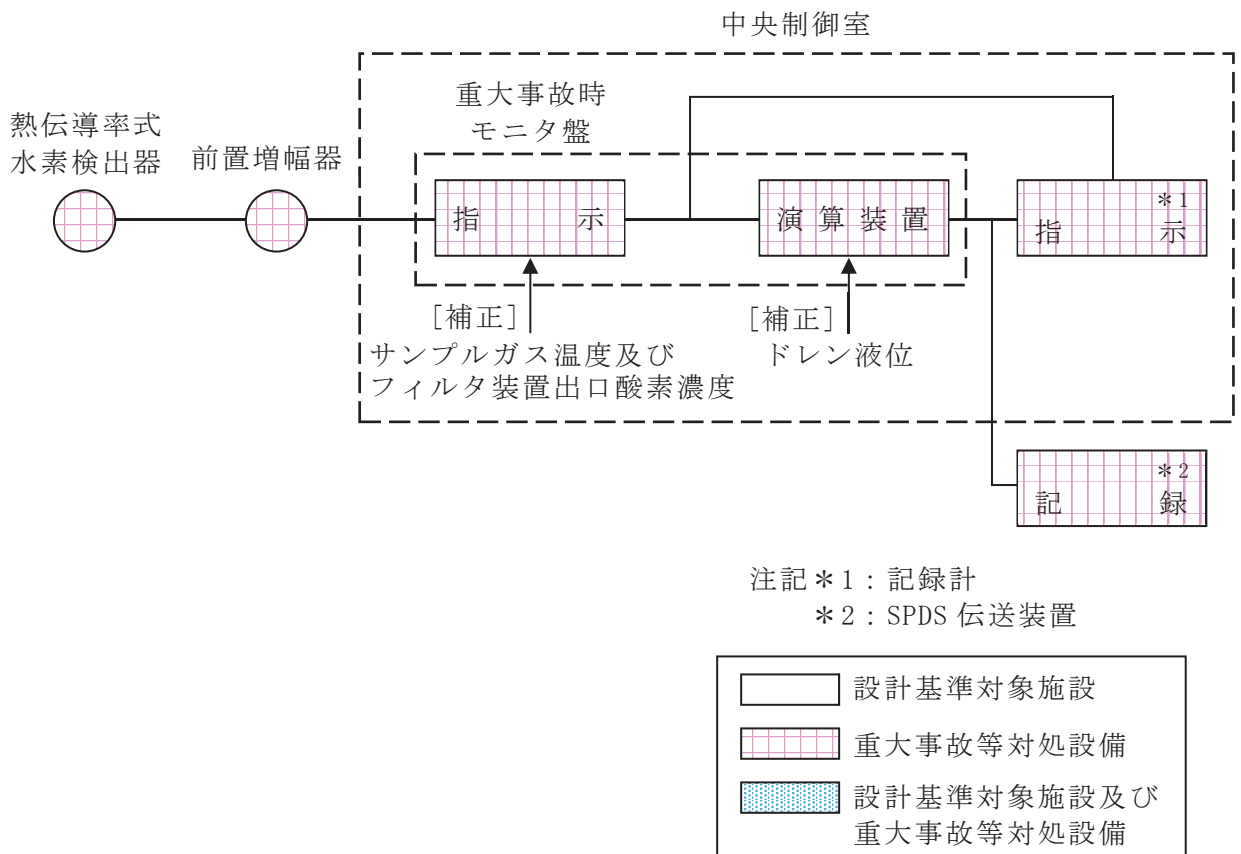 中央制御室
重大事故時
モニタ盤
熱伝導率式
水素検出器
前置増幅器
指示
演算装置
*1
指示
[補正]
サンプルガス温度及び
フィルタ装置出口酸素濃度
[補正]
ドレン液位
*2
記録
注記*1:記録計
*2:SPDS 伝送装置
設計基準対象施設
重大事故等対処設備
設計基準対象施設及び
重大事故等対処設備